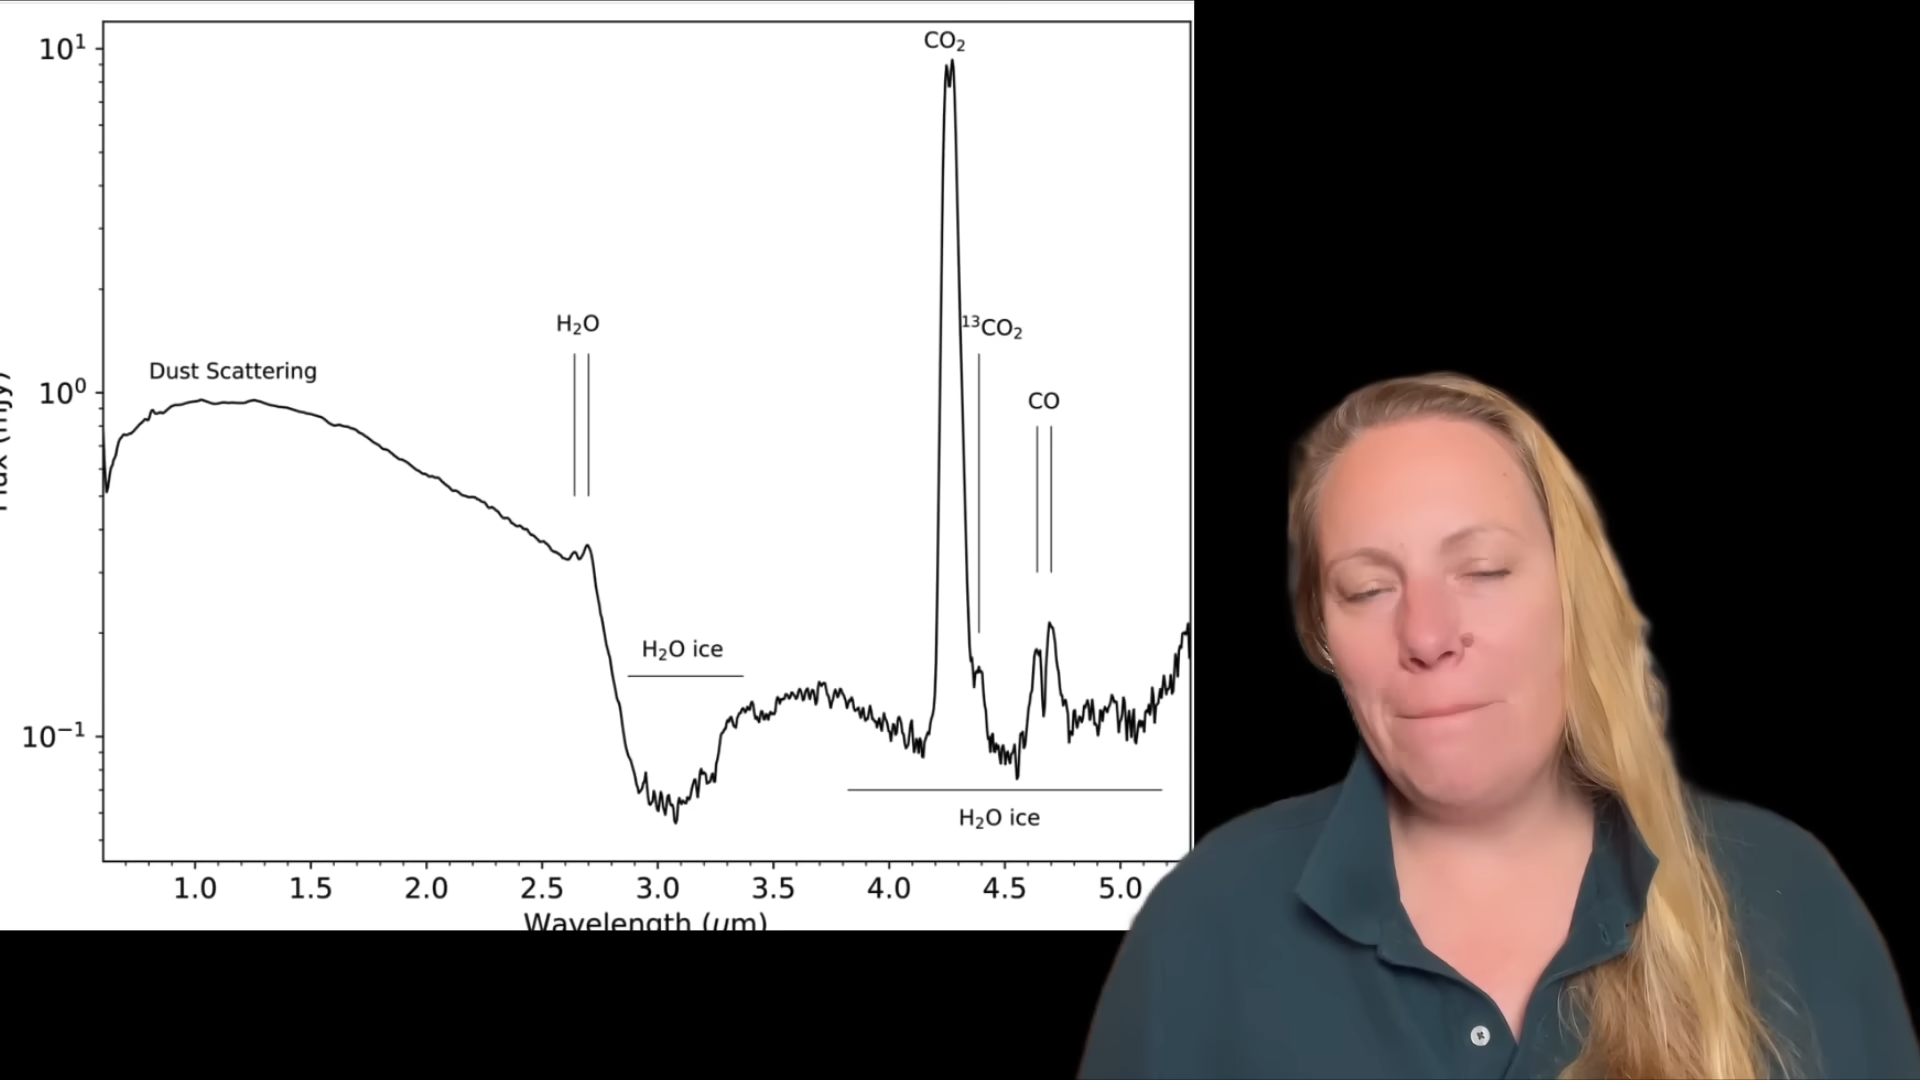 10¹
CO₂
H₂O
¹³CO₂
Dust Scattering
10⁰
CO
H₂O ice
10⁻¹
H₂O ice
1.0 1.5 2.0 2.5 3.0 3.5 4.0 4.5 5.0
Wavelength (μm)